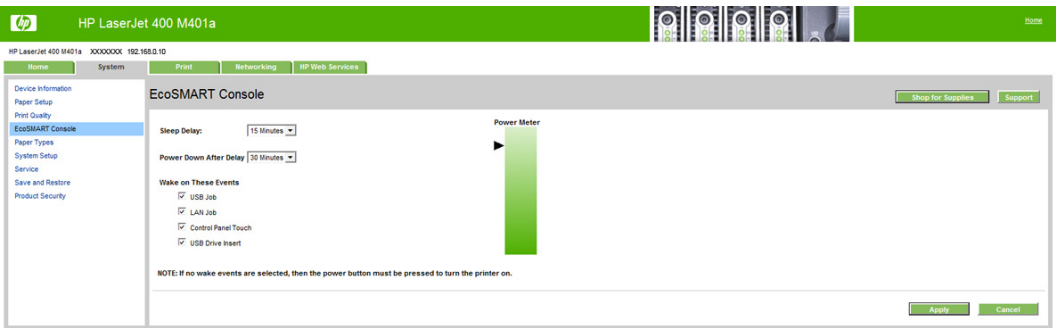 hp HP LaserJet 400 M401a Home
HP LaserJet 400 M401a XXXXXXX 192.168.0.10
Home System Print Networking HP Web Services
Device Information
Paper Setup
Print Quality
EcoSMART Console
Paper Types
System Setup
Service
Save and Restore
Product Security
EcoSMART Console Shop for Supplies Support
Power Meter
Sleep Delay: 15 Minutes
Power Down After Delay 30 Minutes
Wake on These Events
USB Job
LAN Job
Control Panel Touch
USB Drive Insert
NOTE: If no wake events are selected, then the power button must be pressed to turn the printer on.
Apply Cancel